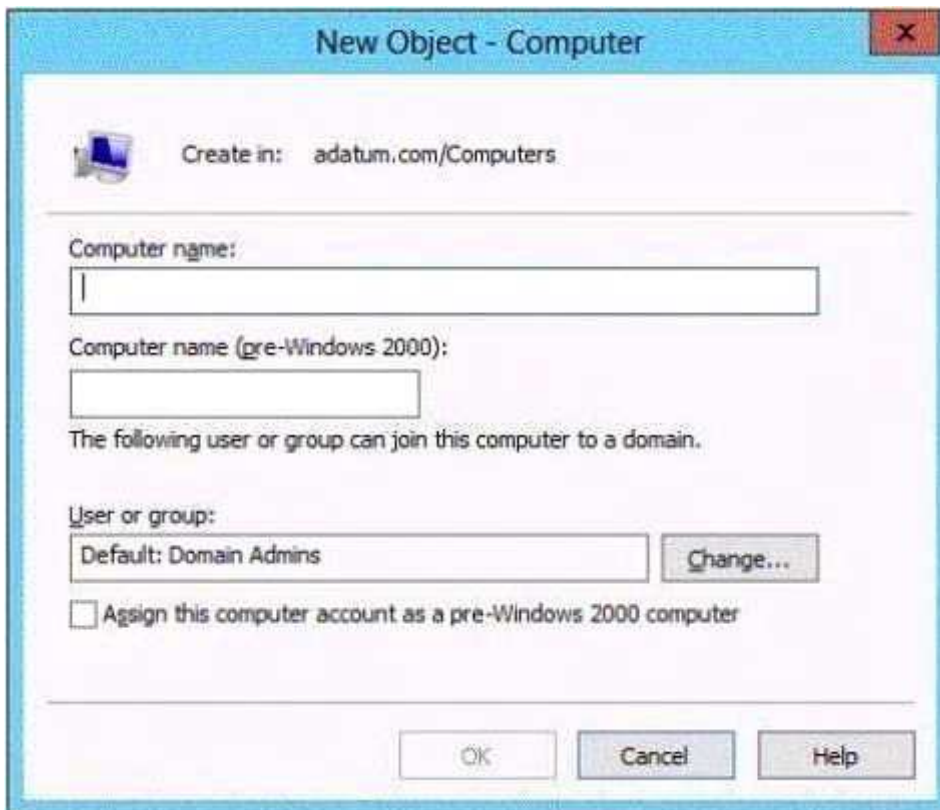 New Object - Computer
Create in: adatum.com/Computers
Computer name:
Computer name (pre-Windows 2000):
The following user or group can join this computer to a domain.
User or group:
Default: Domain Admins
Change...
Assign this computer account as a pre-Windows 2000 computer
OK Cancel Help